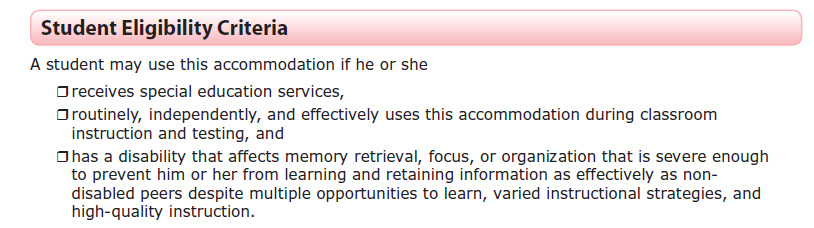 Student Eligibility Criteria
A student may use this accommodation if he or she
❒ receives special education services,
❒ routinely, independently, and effectively uses this accommodation during classroom
instruction and testing, and
❒ has a disability that affects memory retrieval, focus, or organization that is severe enough
to prevent him or her from learning and retaining information as effectively as non-
disabled peers despite multiple opportunities to learn, varied instructional strategies, and
high-quality instruction.